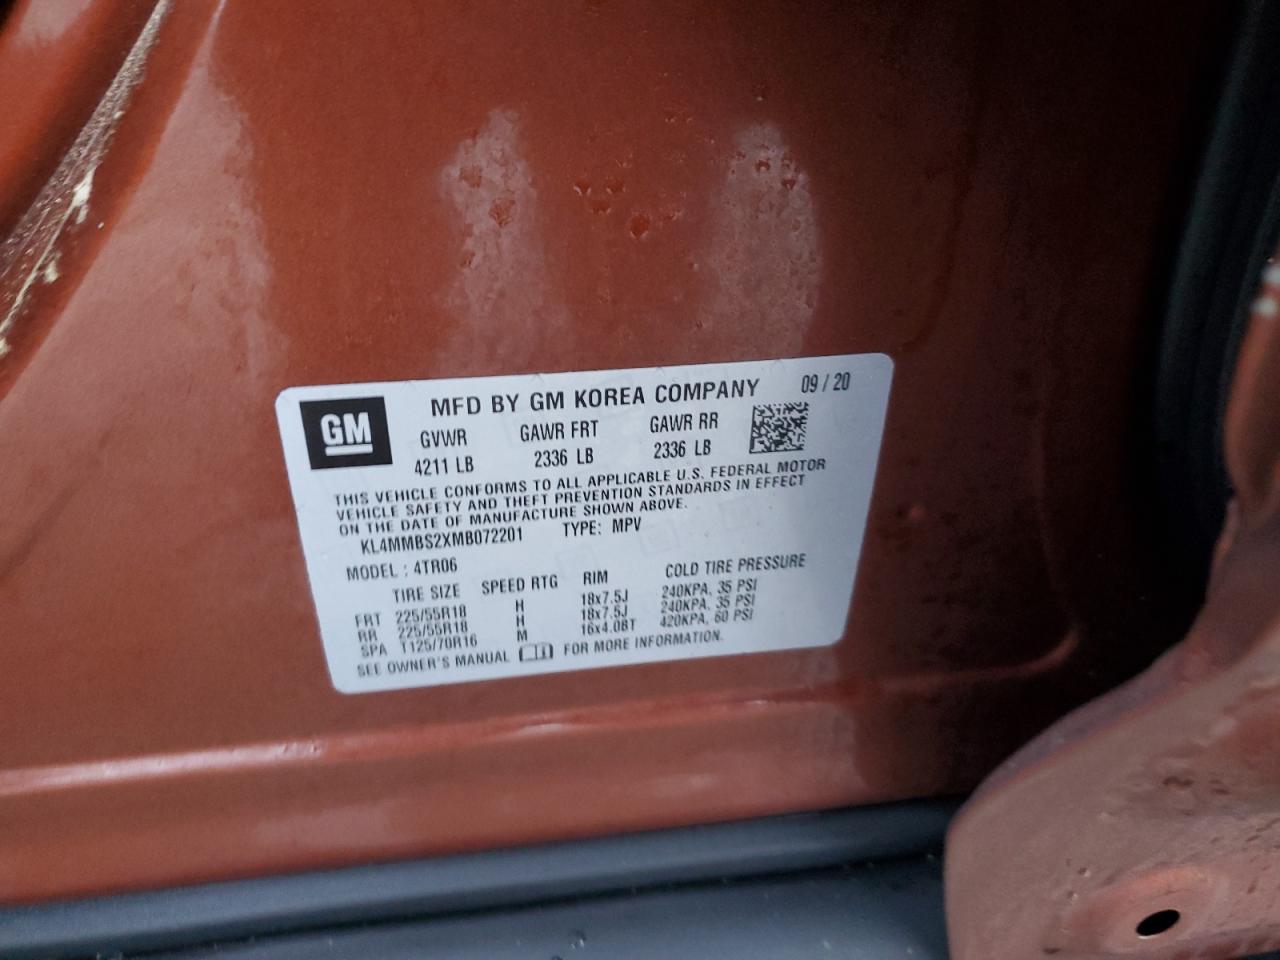 GM
MFD BY GM KOREA COMPANY 09 / 20
GVWR GAWR FRT GAWR RR
4211 LB 2336 LB 2336 LB
THIS VEHICLE CONFORMS TO ALL APPLICABLE U.S. FEDERAL MOTOR
VEHICLE SAFETY AND THEFT PREVENTION STANDARDS IN EFFECT
ON THE DATE OF MANUFACTURE SHOWN ABOVE.
KL4MMBS2XMB072201 TYPE: MPV
MODEL : 4TR06
TIRE SIZE SPEED RTG RIM COLD TIRE PRESSURE
FRT 225/55R18 H 18x7.5J 240KPA, 35 PSI
RR 225/55R18 H 18x7.5J 240KPA, 35 PSI
SPA T125/70R16 M 16x4.0BT 420KPA, 60 PSI
SEE OWNER'S MANUAL FOR MORE INFORMATION.